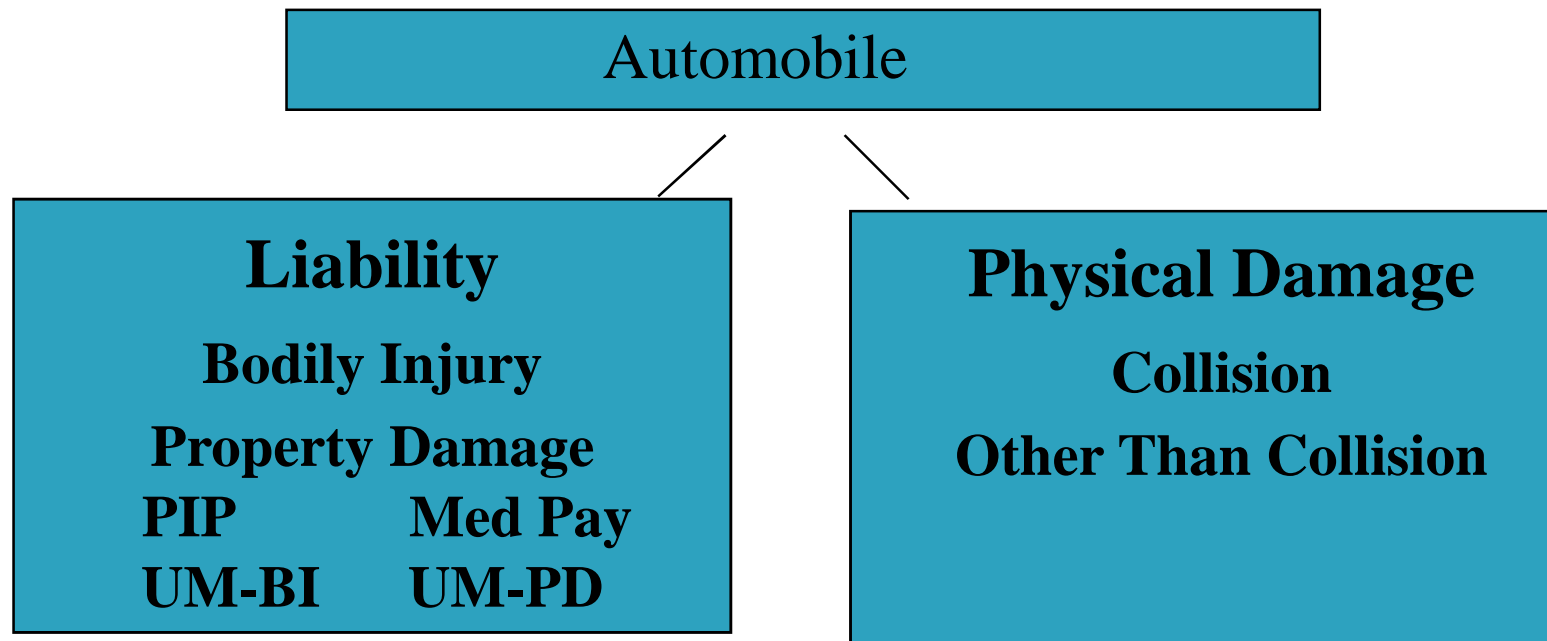 Automobile
Liability
Bodily Injury
Property Damage
PIP Med Pay
UM-BI UM-PD
Physical Damage
Collision
Other Than Collision